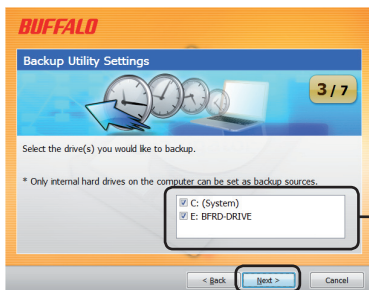 BUFFALO
Backup Utility Settings
3 / 7
Select the drive(s) you would like to backup.
* Only internal hard drives on the computer can be set as backup sources.
C: (System)
E: BFRD-DRIVE
< Back
Next >
Cancel